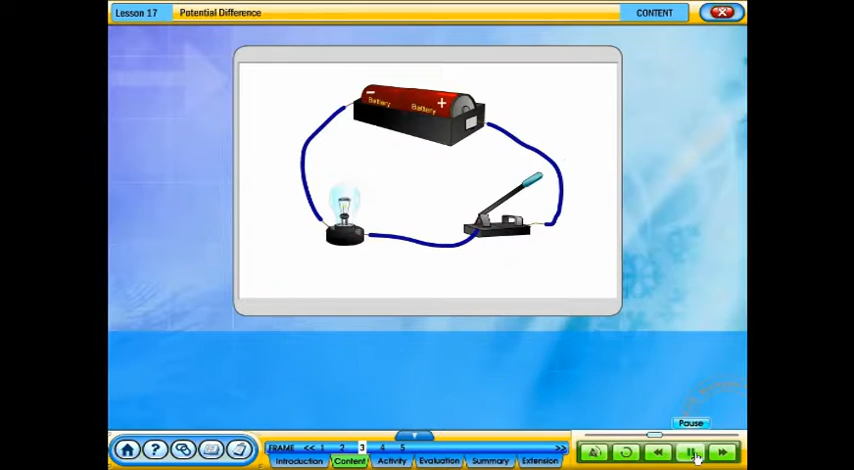 Lesson 17 Potential Difference CONTENT
−
Battery Battery +
Pause
FRAME << 1 2 3 4 5 >>
Introduction Content Activity Evaluation Summary Extension